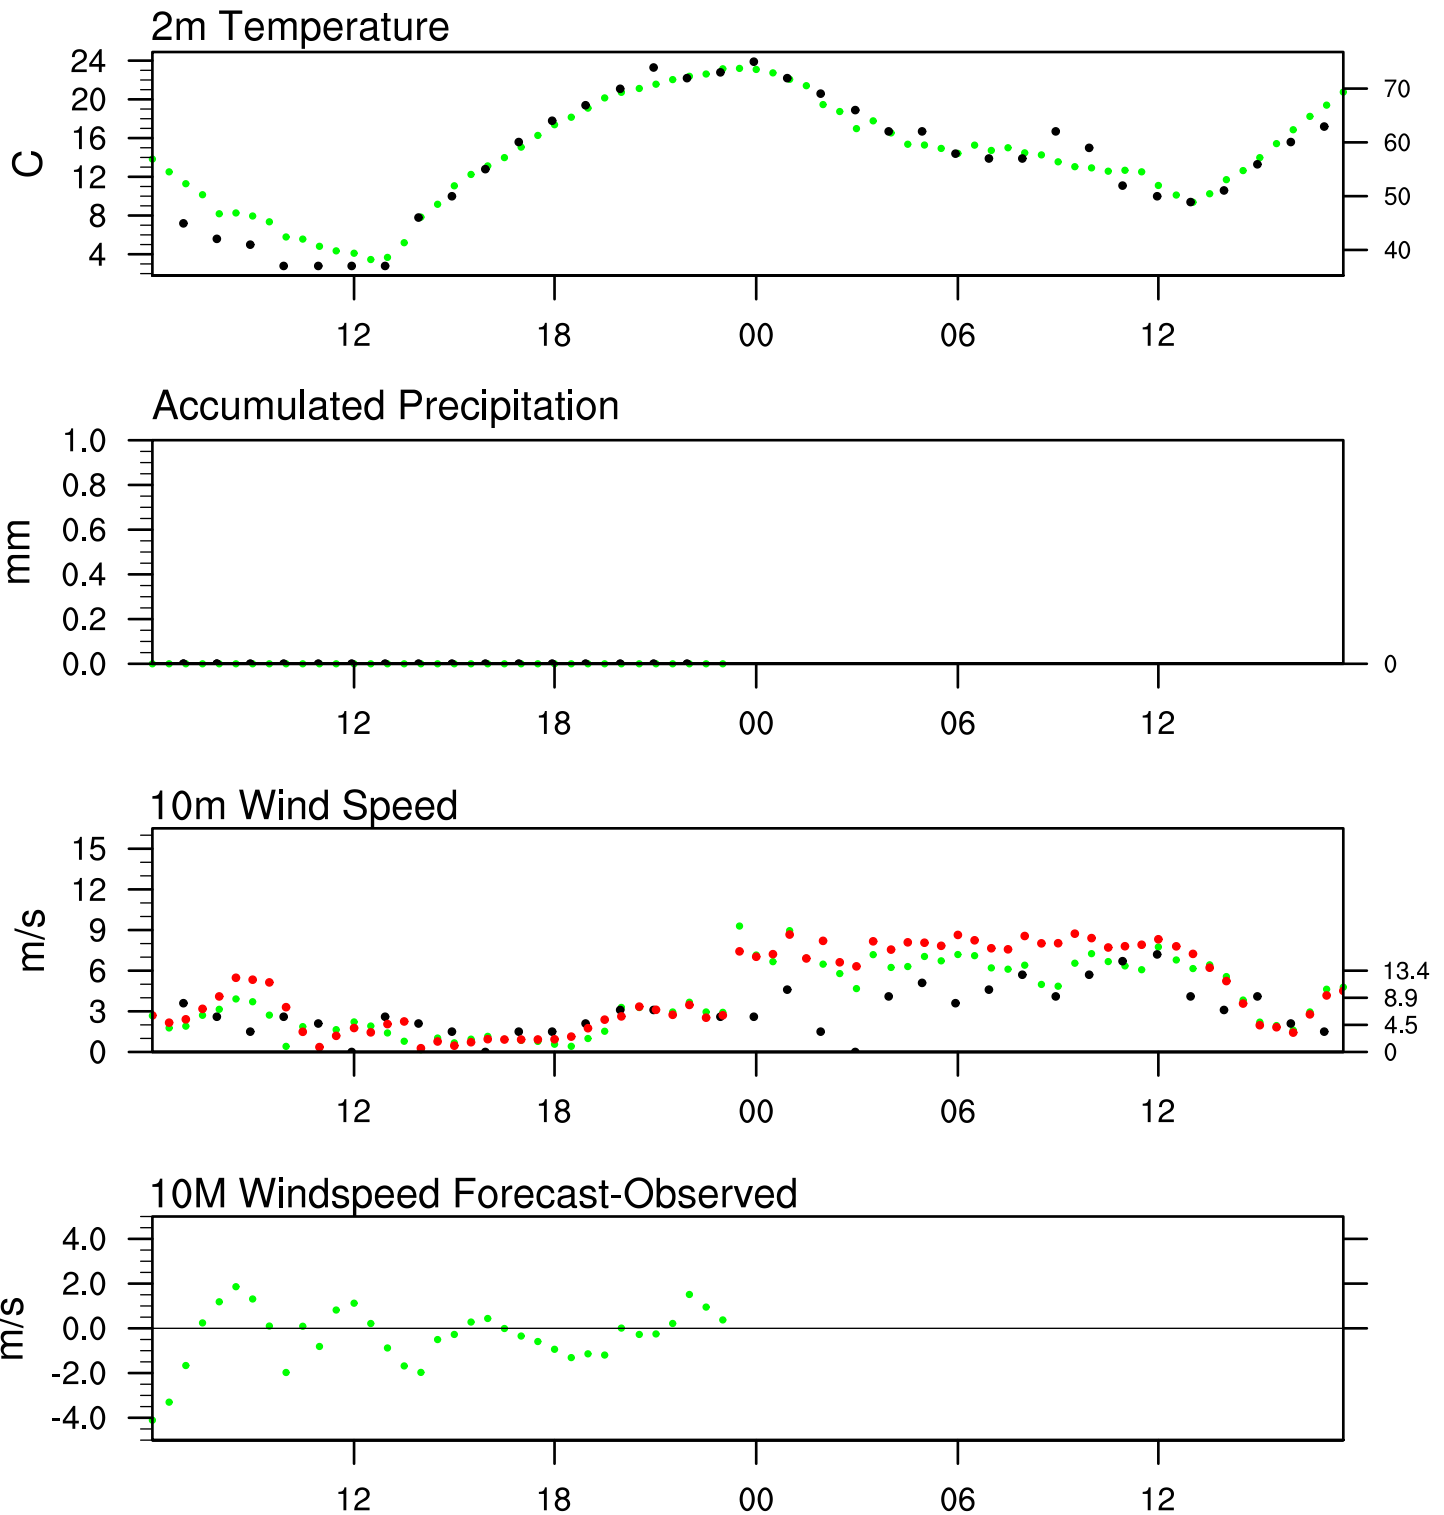 2m Temperature
24
20
16
12
8
4
C
70
60
50
40
12 18 00 06 12
Accumulated Precipitation
1.0
0.8
0.6
0.4
0.2
0.0
mm
0
12 18 00 06 12
10m Wind Speed
15
12
9
6
3
0
m/s
13.4
8.9
4.5
0
12 18 00 06 12
10M Windspeed Forecast-Observed
4.0
2.0
0.0
-2.0
-4.0
m/s
12 18 00 06 12